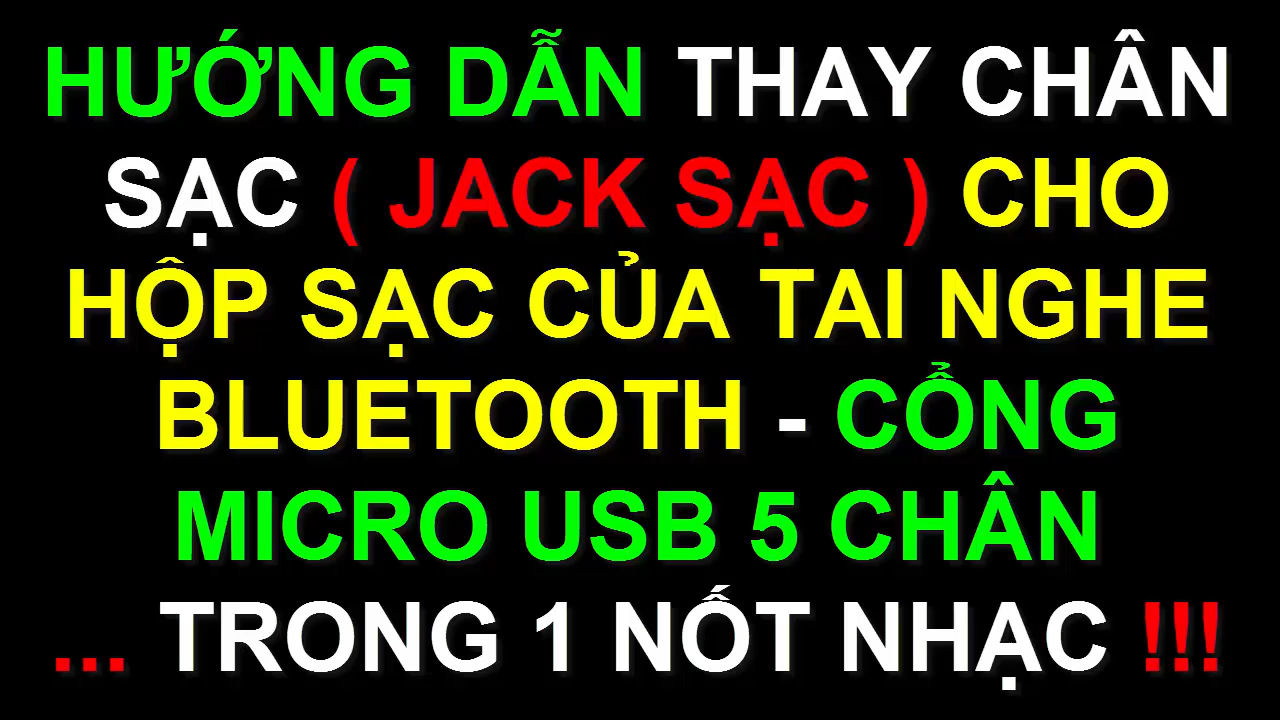 HƯỚNG DẪN THAY CHÂN
SẠC ( JACK SẠC ) CHO
HỘP SẠC CỦA TAI NGHE
BLUETOOTH - CỔNG
MICRO USB 5 CHÂN
... TRONG 1 NỐT NHẠC !!!